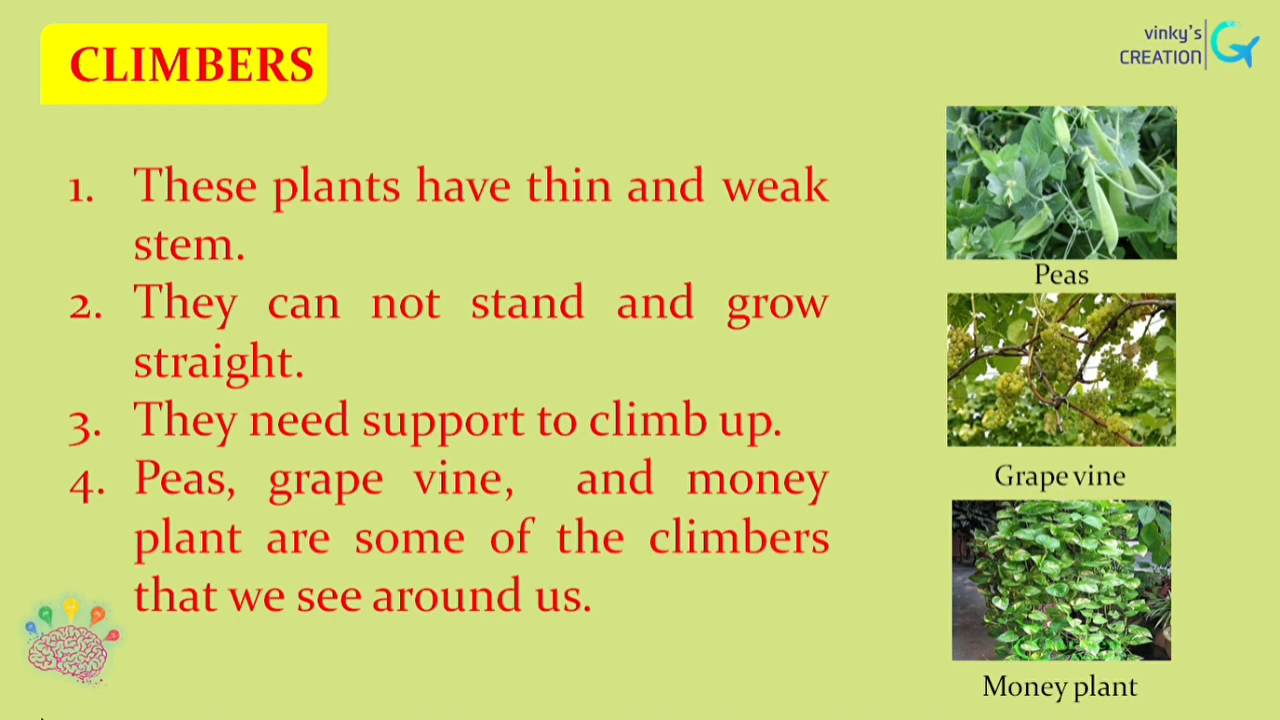 CLIMBERS
vinky's
CREATION
1. These plants have thin and weak
stem.
2. They can not stand and grow
straight.
3. They need support to climb up.
4. Peas, grape vine, and money
plant are some of the climbers
that we see around us.
Peas
Grape vine
Money plant